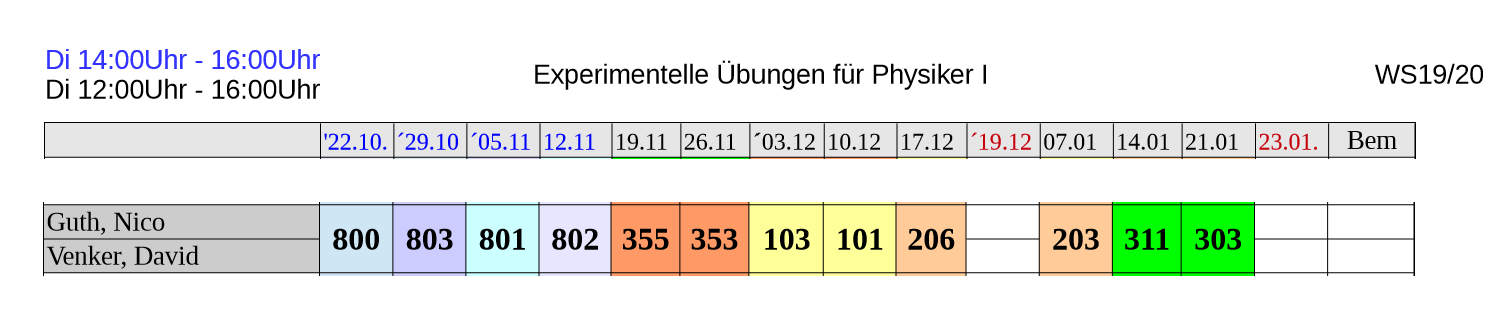 Di 14:00Uhr - 16:00Uhr
Di 12:00Uhr - 16:00Uhr
Experimentelle Übungen für Physiker I
WS19/20
'22.10. ´29.10 ´05.11 12.11 19.11 26.11 ´03.12 10.12 17.12 ´19.12 07.01 14.01 21.01 23.01. Bem
Guth, Nico
Venker, David
800 803 801 802 355 353 103 101 206 203 311 303